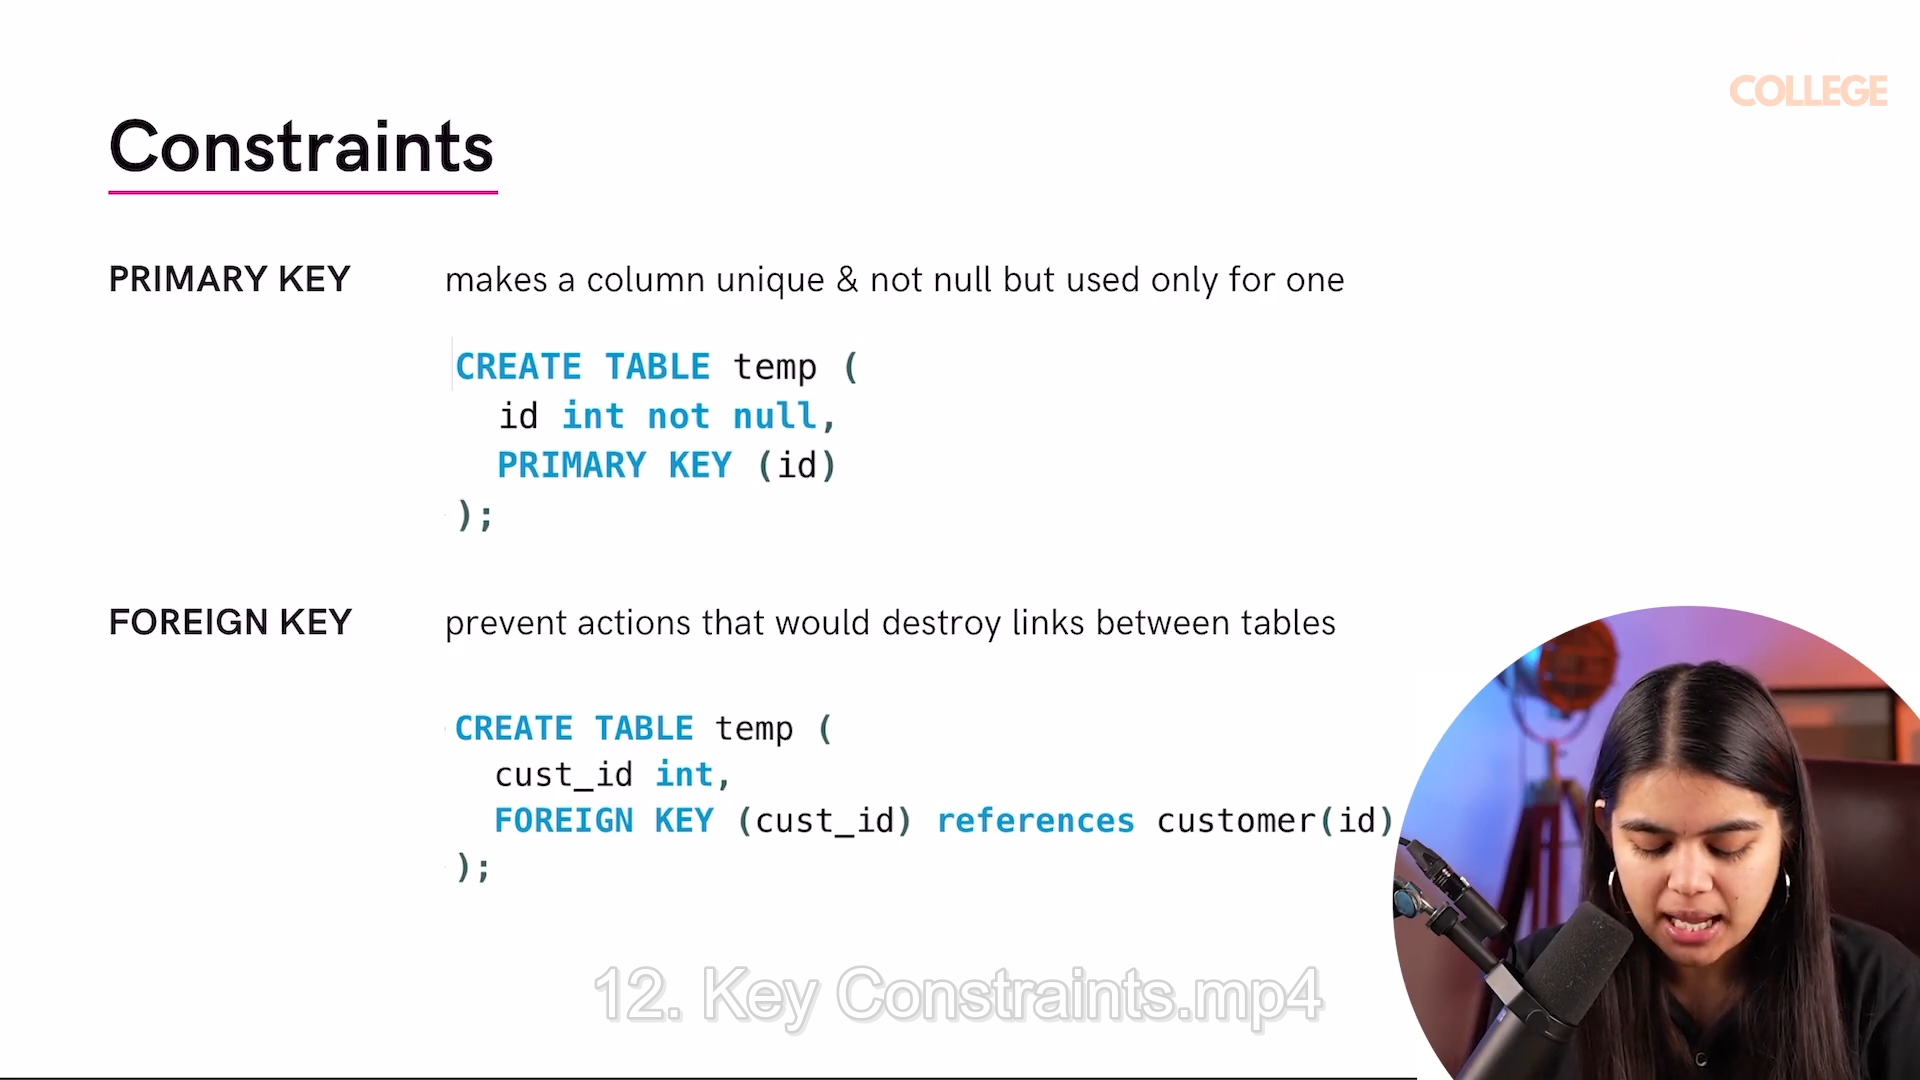 COLLEGE
Constraints
PRIMARY KEY makes a column unique & not null but used only for one
CREATE TABLE temp (
id int not null,
PRIMARY KEY (id)
);
FOREIGN KEY prevent actions that would destroy links between tables
CREATE TABLE temp (
cust_id int,
FOREIGN KEY (cust_id) references customer(id)
);
12. Key Constraints.mp4